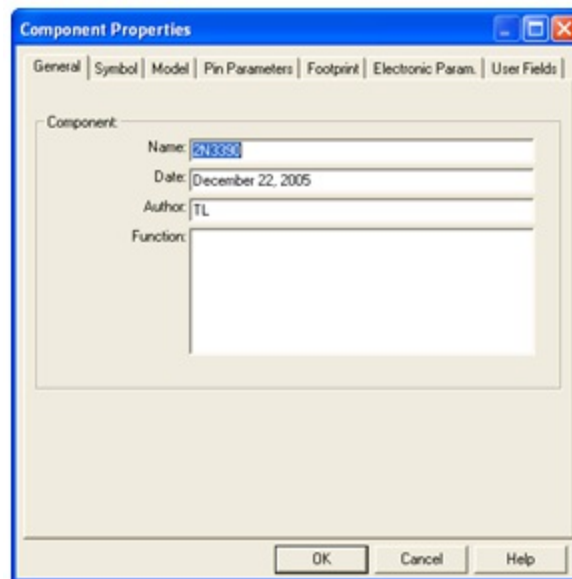 Component Properties
General Symbol Model Pin Parameters Footprint Electronic Param. User Fields
Component:
Name: 2N3390
Date: December 22, 2005
Author: TL
Function:
OK Cancel Help